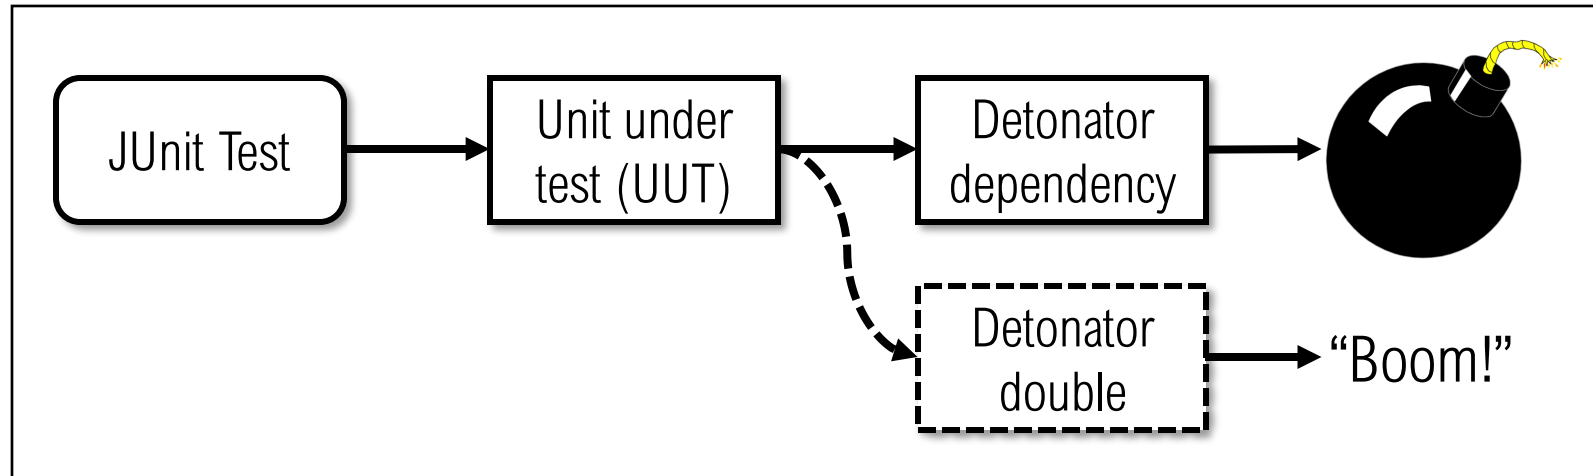 JUnit Test
Unit under
test (UUT)
Detonator
dependency
Detonator
double
“Boom!”